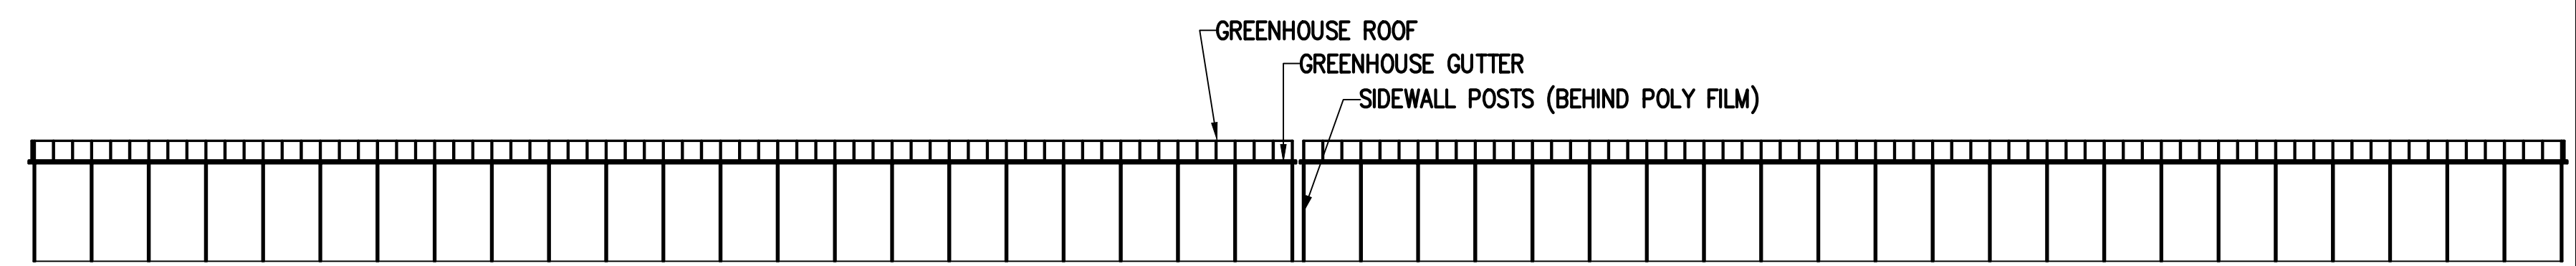 GREENHOUSE ROOF
GREENHOUSE GUTTER
SIDEWALL POSTS (BEHIND POLY FILM)